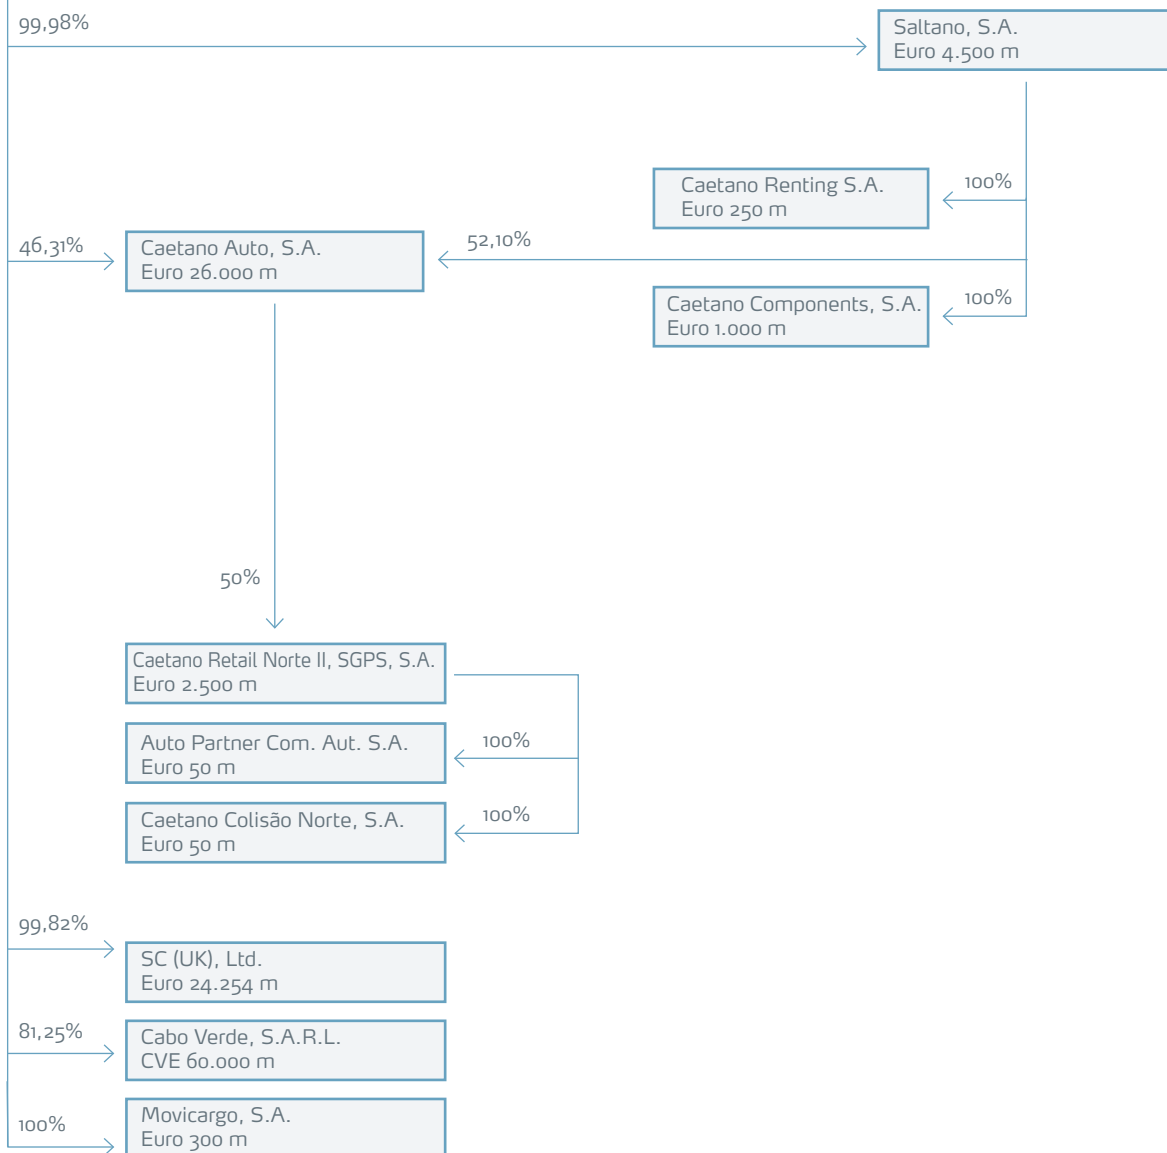 99,98%
Saltano, S.A.
Euro 4.500 m
Caetano Renting S.A.
Euro 250 m
100%
46,31%
Caetano Auto, S.A.
Euro 26.000 m
52,10%
Caetano Components, S.A.
Euro 1.000 m
100%
50%
Caetano Retail Norte II, SGPS, S.A.
Euro 2.500 m
Auto Partner Com. Aut. S.A.
Euro 50 m
100%
Caetano Colisão Norte, S.A.
Euro 50 m
100%
99,82%
SC (UK), Ltd.
Euro 24.254 m
81,25%
Cabo Verde, S.A.R.L.
CVE 60.000 m
100%
Movicargo, S.A.
Euro 300 m